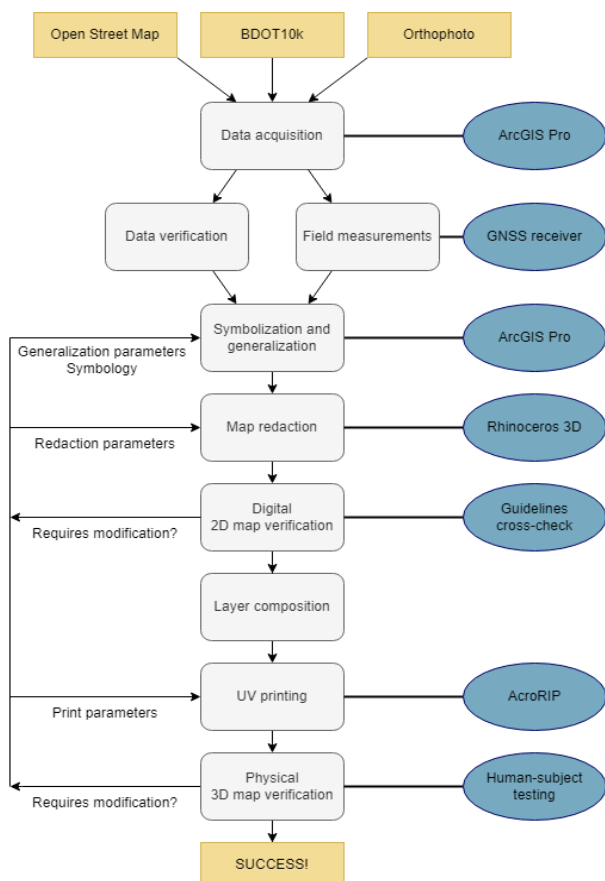 Open Street Map
BDOT10k
Orthophoto
Data acquisition
ArcGIS Pro
Data verification
Field measurements
GNSS receiver
Symbolization and
generalization
ArcGIS Pro
Generalization parameters
Symbology
Map redaction
Rhinoceros 3D
Redaction parameters
Digital
2D map verification
Guidelines
cross-check
Requires modification?
Layer composition
UV printing
AcroRIP
Print parameters
Physical
3D map verification
Human-subject
testing
Requires modification?
SUCCESS!